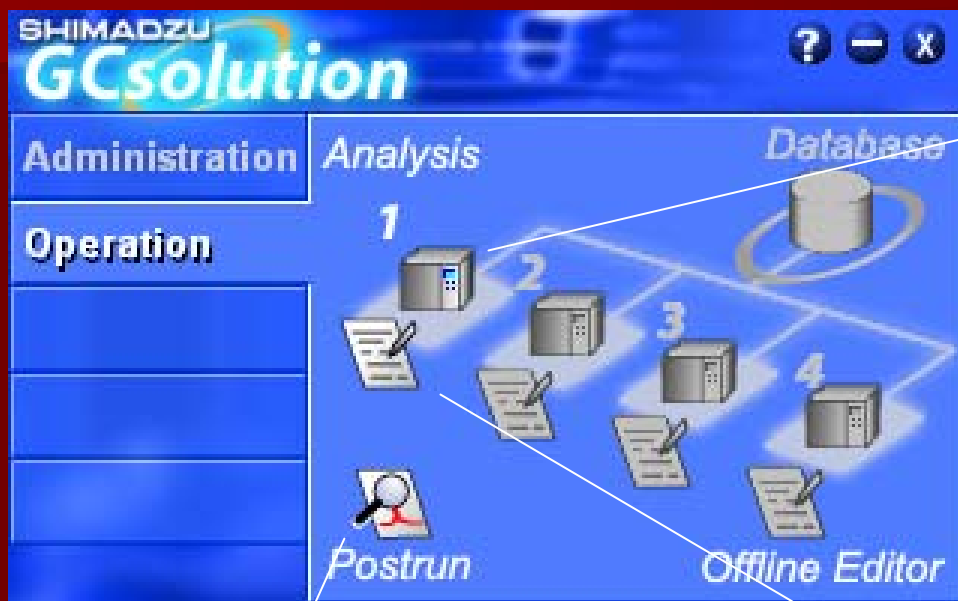 SHIMADZU
GCsolution
? – X
Administration
Analysis
Database
Operation
1
2
3
4
Postrun
Offline Editor